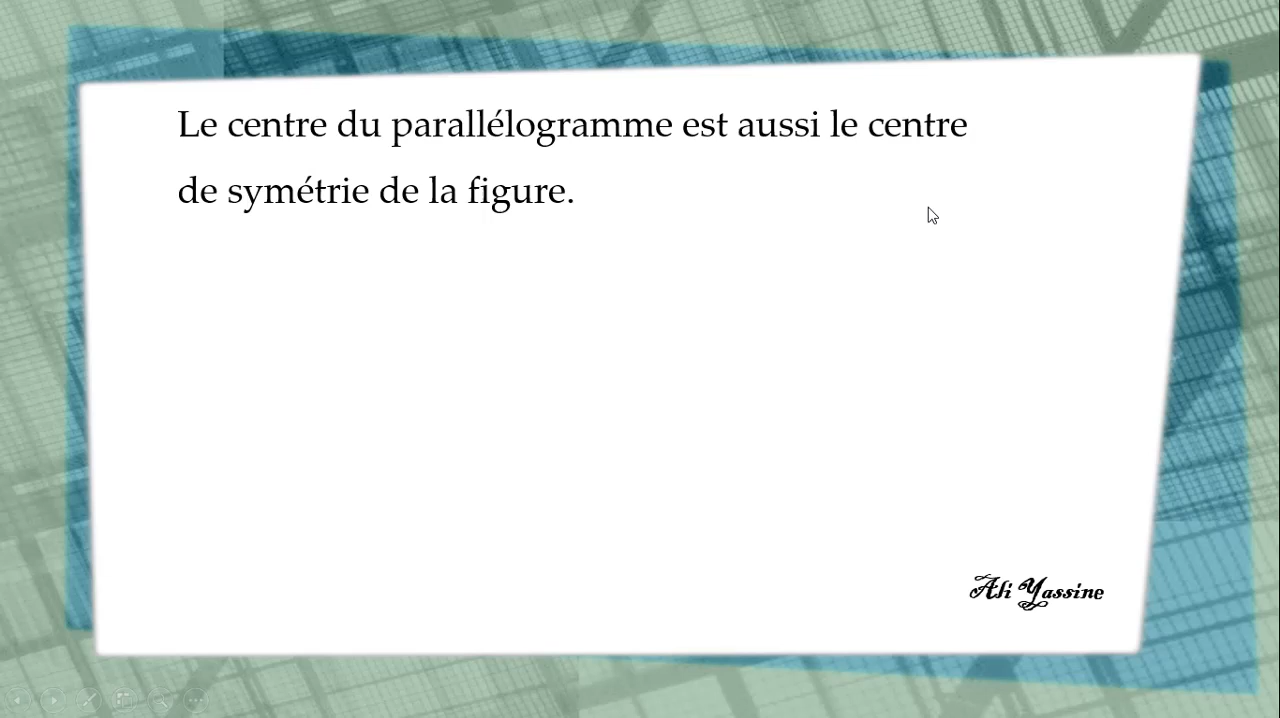 Le centre du parallélogramme est aussi le centre
de symétrie de la figure.
Ali Yassine